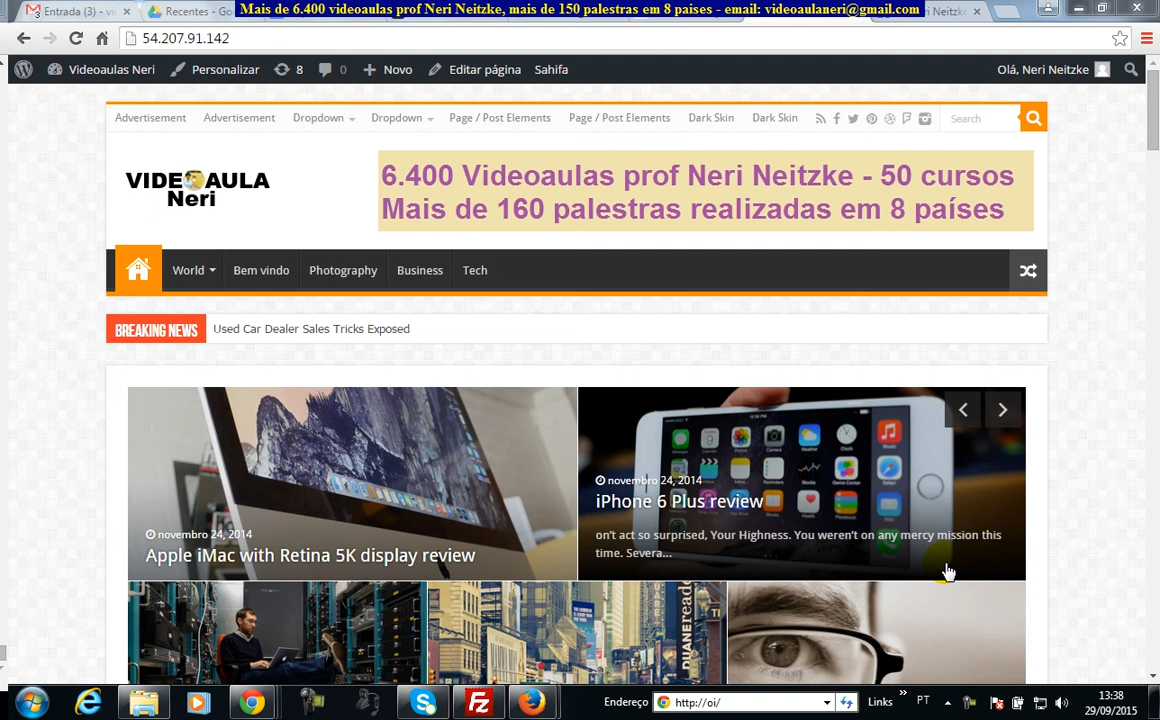 Mais de 6.400 videoaulas prof Neri Neitzke, mais de 150 palestras em 8 paises - email: videoaulaneri@gmail.com
Entrada (3) - vi
Recentes - Go
Neitzk
54.207.91.142
Videoaulas Neri
Personalizar
8
0
Novo
Editar página
Sahifa
Olá, Neri Neitzke
Advertisement
Advertisement
Dropdown
Dropdown
Page / Post Elements
Page / Post Elements
Dark Skin
Dark Skin
Search
VIDEOAULA
Neri
6.400 Videoaulas prof Neri Neitzke - 50 cursos
Mais de 160 palestras realizadas em 8 países
World
Bem vindo
Photography
Business
Tech
BREAKING NEWS
Used Car Dealer Sales Tricks Exposed
novembro 24, 2014
Apple iMac with Retina 5K display review
novembro 24, 2014
iPhone 6 Plus review
on't act so surprised, Your Highness. You weren't on any mercy mission this
time. Severa...
DUANEreade
Endereço
http://oi/
Links
PT
13:38
29/09/2015